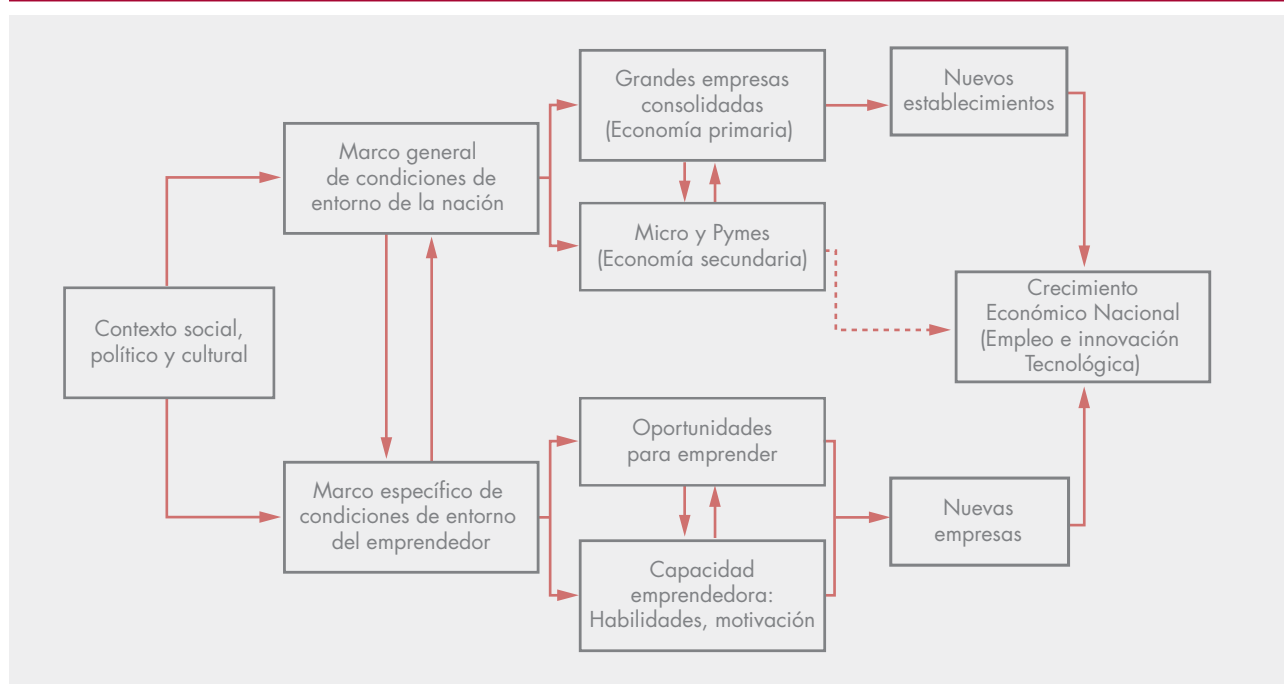 Grandes empresas
consolidadas
(Economía primaria)
Nuevos
establecimientos
Marco general
de condiciones de
entorno de la nación
Micro y Pymes
(Economía secundaria)
Contexto social,
político y cultural
Crecimiento
Económico Nacional
(Empleo e innovación
Tecnológica)
Oportunidades
para emprender
Marco específico de
condiciones de entorno
del emprendedor
Nuevas
empresas
Capacidad
emprendedora:
Habilidades, motivación